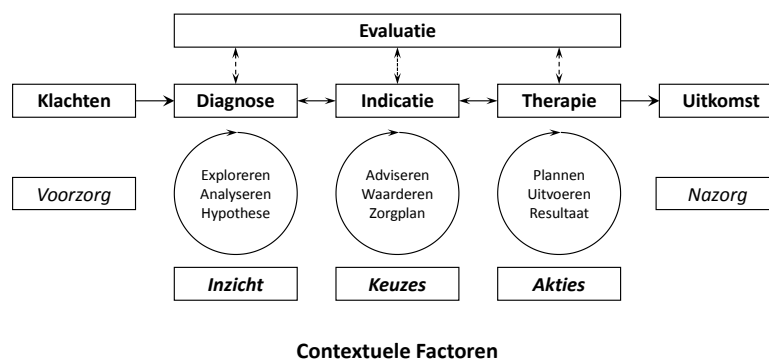 Evaluatie
Klachten
Diagnose
Indicatie
Therapie
Uitkomst
Voorzorg
Exploreren
Analyseren
Hypothese
Adviseren
Waarderen
Zorgplan
Plannen
Uitvoeren
Resultaat
Nazorg
Inzicht
Keuzes
Akties
Contextuele Factoren